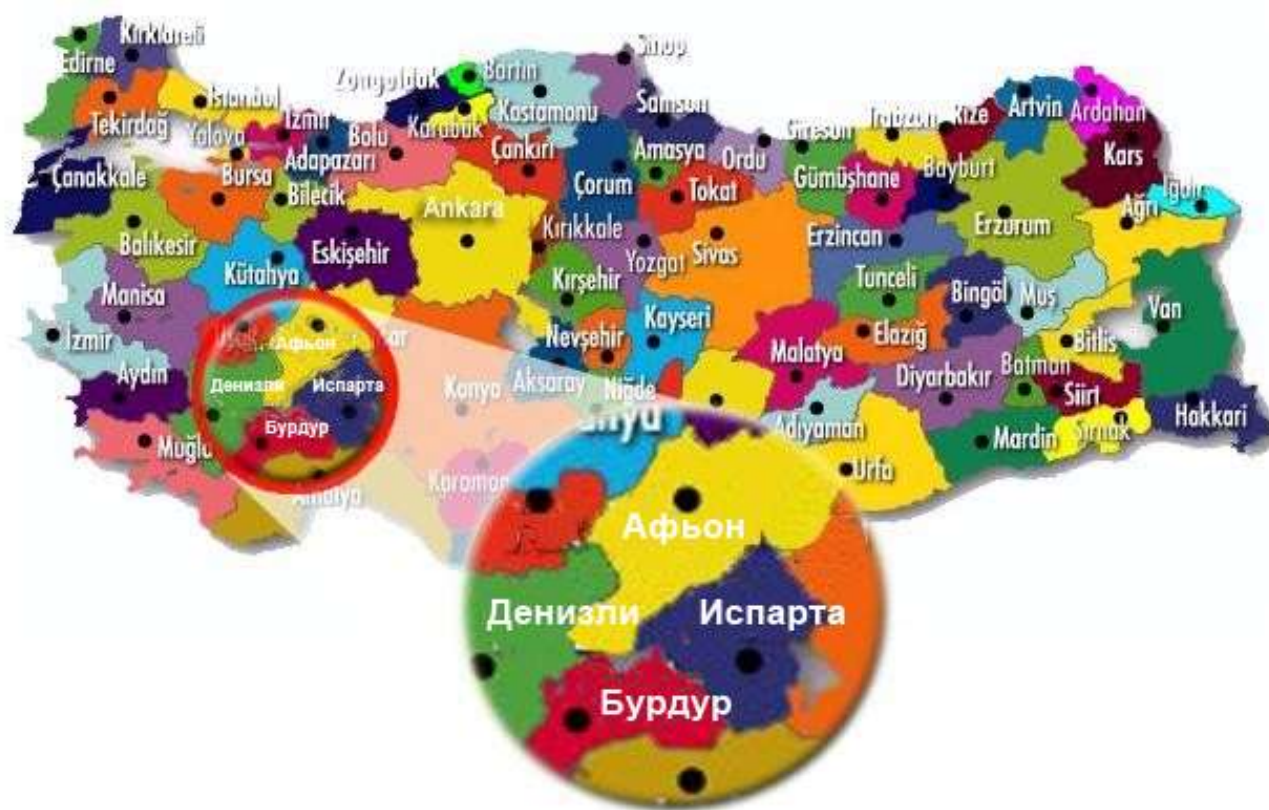 Kırklareli
Edirne
Tekirdağ
İstanbul
Yalova
İzmir
Adapazarı
Zonguldak
Bartın
Karabük
Kastamonu
Sinop
Samsun
Bolu
Çankırı
Çorum
Amasya
Ordu
Tokat
Giresun
Trabzon
Rize
Artvin
Ardahan
Kars
Gümüşhane
Bayburt
Iğdır
Ağrı
Çanakkale
Bursa
Bilecik
Balıkesir
Eskişehir
Ankara
Kırıkkale
Yozgat
Sivas
Erzincan
Erzurum
Kütahya
Kırşehir
Tunceli
Bingöl
Muş
Van
Manisa
İzmir
Aydın
Muğla
Афьон
Денизли
Испарта
Бурдур
Antalya
Konya
Karaman
Aksaray
Nevşehir
Kayseri
Niğde
Malatya
Elazığ
Diyarbakır
Batman
Bitlis
Siirt
Hakkari
Adıyaman
Mardin
Şırnak
Urfa
Афьон
Денизли
Испарта
Бурдур